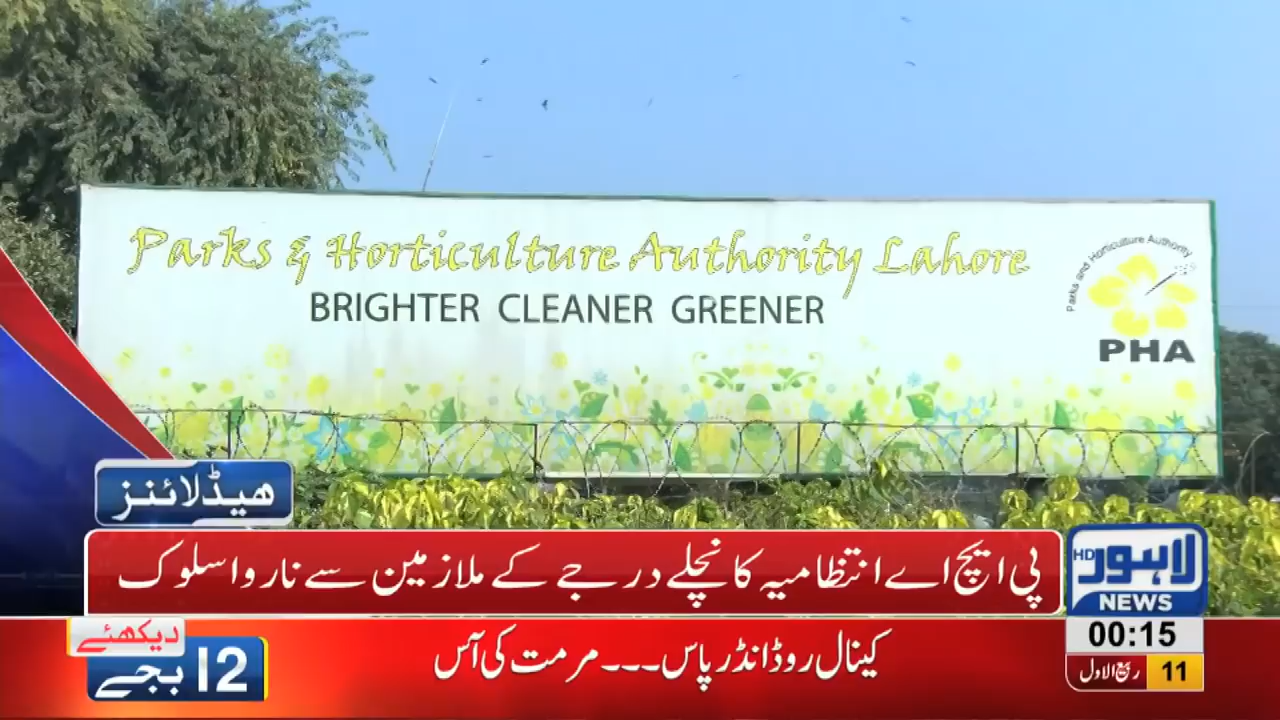 Parks & Horticulture Authority Lahore
BRIGHTER CLEANER GREENER
Parks and Horticulture Authority
PHA
ھیڈلائنز
پی ایچ اے انتظامیہ کا نچلے درجے کے ملازمین سے ناروا سلوک
HD لاہور
NEWS
00:15
11 ربیع الاول
دیکھئے
12 بجے
کینال روڈ انڈر پاس ۔۔۔ مرمت کی آس